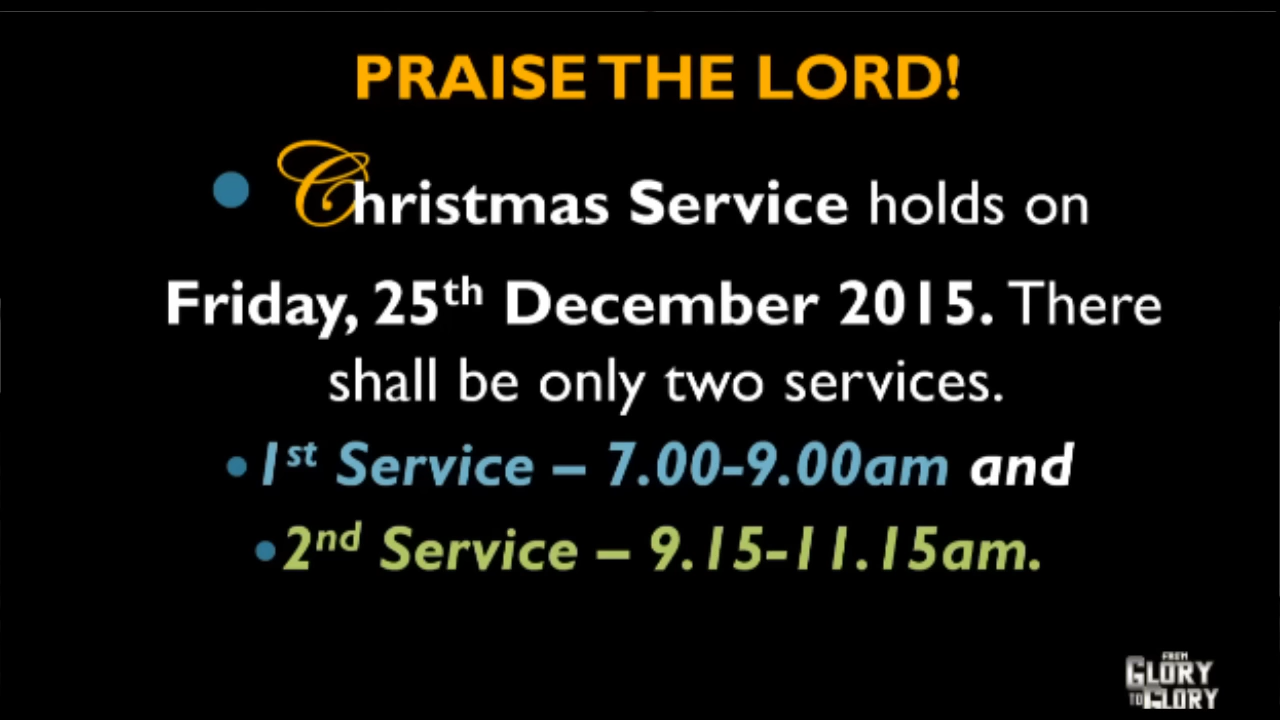 PRAISE THE LORD!
• Christmas Service holds on
Friday, 25th December 2015. There
shall be only two services.
• 1st Service – 7.00-9.00am and
• 2nd Service – 9.15-11.15am.
FROM
GLORY
TO GLORY